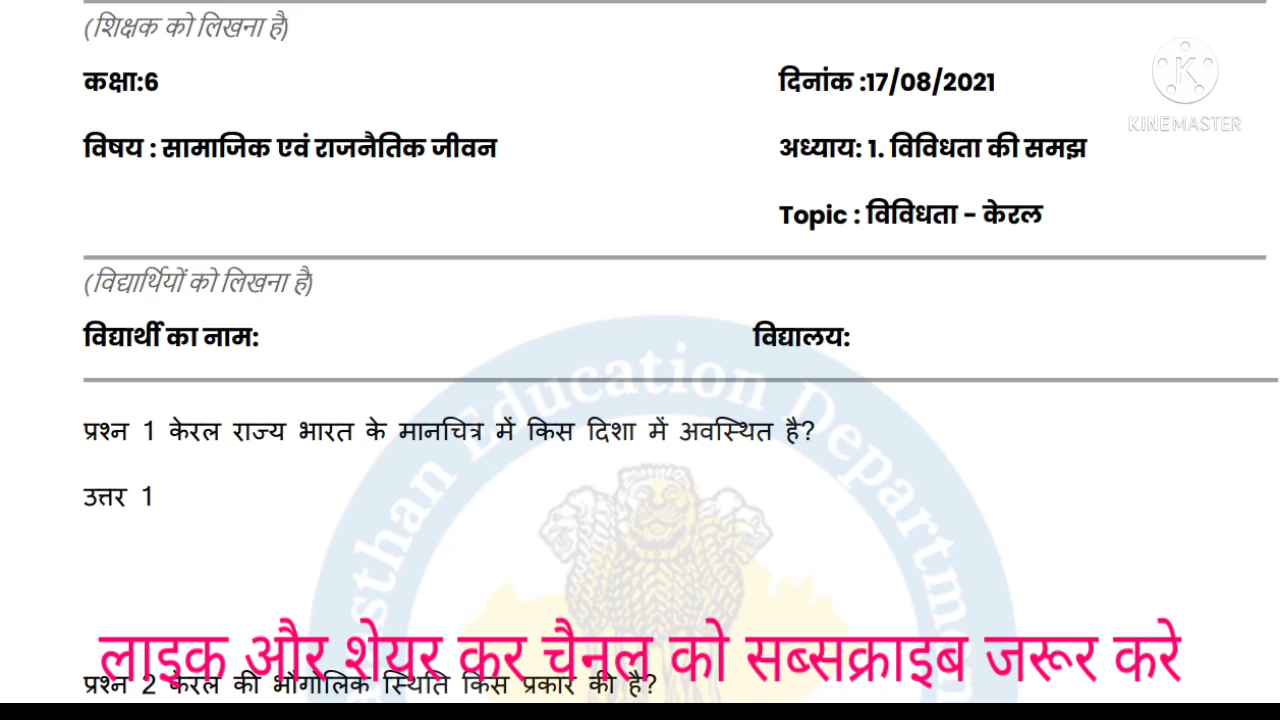 (शिक्षक को लिखना है)
कक्षा:6 दिनांक :17/08/2021
KINEMASTER
विषय : सामाजिक एवं राजनैतिक जीवन अध्याय: 1. विविधता की समझ
Topic : विविधता - केरल
(विद्यार्थियों को लिखना है)
विद्यार्थी का नाम: विद्यालय:
Education Department
प्रश्न 1 केरल राज्य भारत के मानचित्र में किस दिशा में अवस्थित है?
उत्तर 1
लाइक और शेयर कर चैनल को सब्सक्राइब जरूर करे
प्रश्न 2 केरल की भौगोलिक स्थिति किस प्रकार की है?